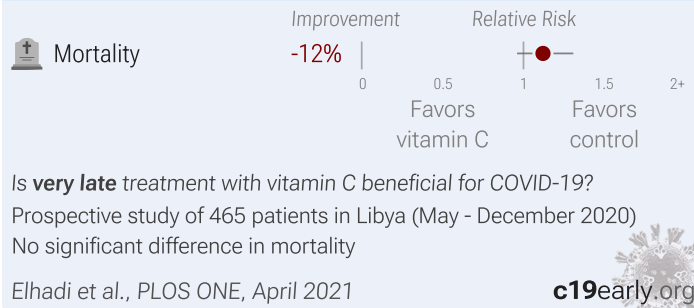 Improvement Relative Risk
Mortality -12%
0 0.5 1 1.5 2+
Favors Favors
vitamin C control
Is very late treatment with vitamin C beneficial for COVID-19?
Prospective study of 465 patients in Libya (May - December 2020)
No significant difference in mortality
Elhadi et al., PLOS ONE, April 2021 c19early.org